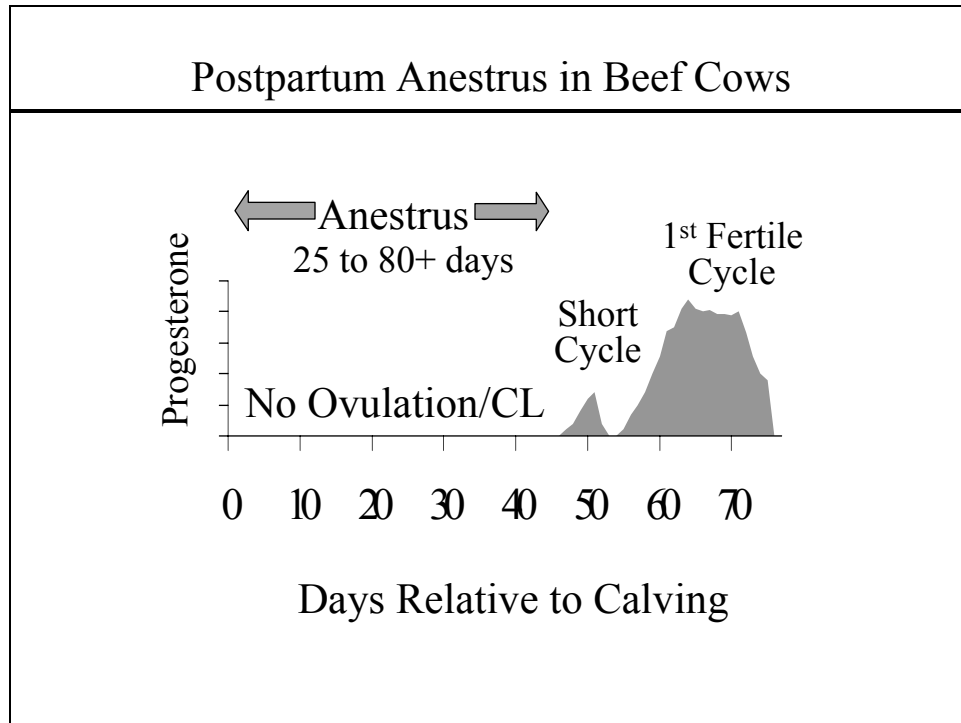 Postpartum Anestrus in Beef Cows
Anestrus
25 to 80+ days
1st Fertile
Cycle
Short
Cycle
Progesterone
No Ovulation/CL
0 10 20 30 40 50 60 70
Days Relative to Calving